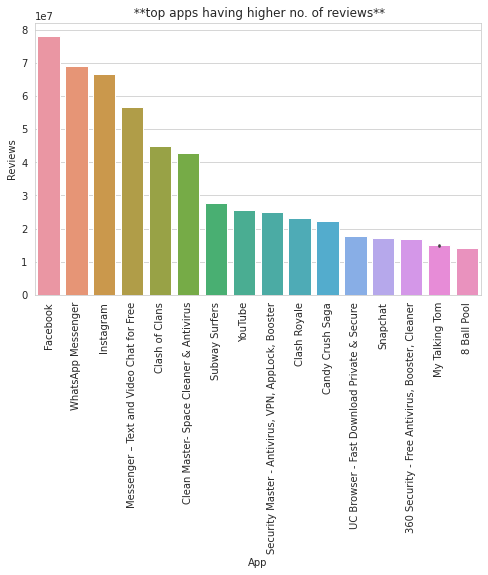 **top apps having higher no. of reviews**
1e7
8
7
6
5
4
3
2
1
0
Reviews
Facebook
WhatsApp Messenger
Instagram
Messenger – Text and Video Chat for Free
Clash of Clans
Clean Master- Space Cleaner & Antivirus
Subway Surfers
YouTube
Security Master - Antivirus, VPN, AppLock, Booster
Clash Royale
Candy Crush Saga
UC Browser - Fast Download Private & Secure
Snapchat
360 Security - Free Antivirus, Booster, Cleaner
My Talking Tom
8 Ball Pool
App